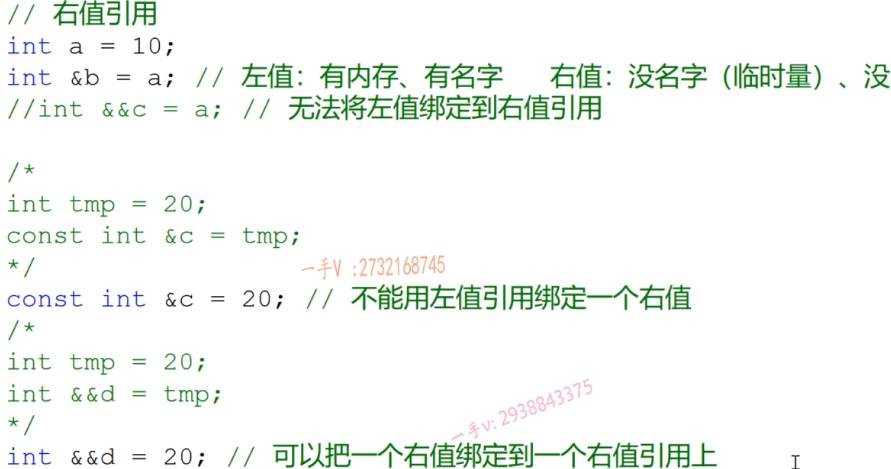 // 右值引用
int a = 10;
int &b = a; // 左值：有内存、有名字 右值：没名字（临时量）、没
//int &&c = a; // 无法将左值绑定到右值引用
/*
int tmp = 20;
const int &c = tmp;
*/
一手V :2732168745
const int &c = 20; // 不能用左值引用绑定一个右值
/*
int tmp = 20;
int &&d = tmp;
*/
一手v: 2938843375
int &&d = 20; // 可以把一个右值绑定到一个右值引用上